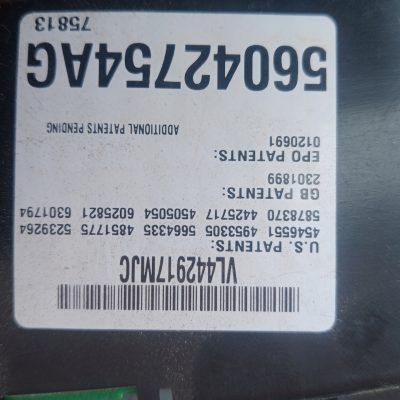 VL442917MJC
U.S. PATENTS:
4546551 4953305 5664335 4851775 5239264
5878370 4425717 4505054 6025821 6301794
GB PATENTS:
2301899
EPO PATENTS:
0120691
ADDITIONAL PATENTS PENDING
56042754AG
75813